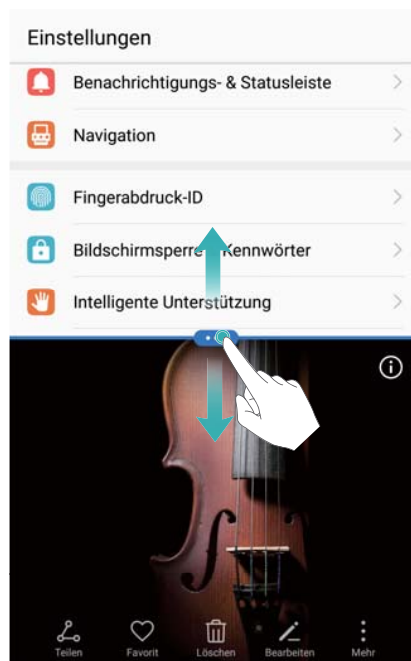 Einstellungen
Benachrichtigungs- & Statusleiste
Navigation
Fingerabdruck-ID
Bildschirmsperre Kennwörter
Intelligente Unterstützung
Teilen Favorit Löschen Bearbeiten Mehr